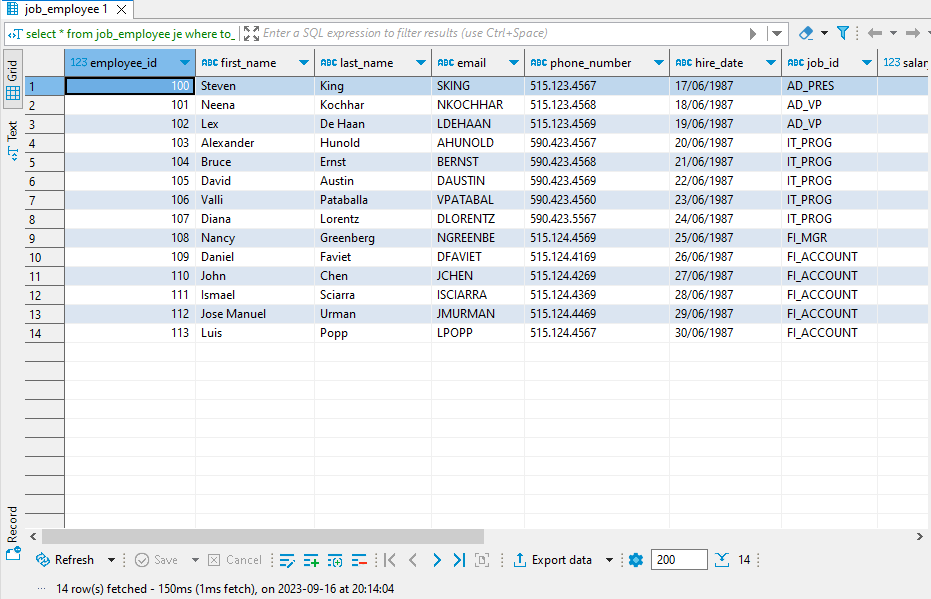 job_employee 1
select * from job_employee je where to_ Enter a SQL expression to filter results (use Ctrl+Space)
Grid
Text
Record
123 employee_id ABC first_name ABC last_name ABC email ABC phone_number ABC hire_date ABC job_id 123 salar
1 100 Steven King SKING 515.123.4567 17/06/1987 AD_PRES
2 101 Neena Kochhar NKOCHHAR 515.123.4568 18/06/1987 AD_VP
3 102 Lex De Haan LDEHAAN 515.123.4569 19/06/1987 AD_VP
4 103 Alexander Hunold AHUNOLD 590.423.4567 20/06/1987 IT_PROG
5 104 Bruce Ernst BERNST 590.423.4568 21/06/1987 IT_PROG
6 105 David Austin DAUSTIN 590.423.4569 22/06/1987 IT_PROG
7 106 Valli Pataballa VPATABAL 590.423.4560 23/06/1987 IT_PROG
8 107 Diana Lorentz DLORENTZ 590.423.5567 24/06/1987 IT_PROG
9 108 Nancy Greenberg NGREENBE 515.124.4569 25/06/1987 FI_MGR
10 109 Daniel Faviet DFAVIET 515.124.4169 26/06/1987 FI_ACCOUNT
11 110 John Chen JCHEN 515.124.4269 27/06/1987 FI_ACCOUNT
12 111 Ismael Sciarra ISCIARRA 515.124.4369 28/06/1987 FI_ACCOUNT
13 112 Jose Manuel Urman JMURMAN 515.124.4469 29/06/1987 FI_ACCOUNT
14 113 Luis Popp LPOPP 515.124.4567 30/06/1987 FI_ACCOUNT
Refresh Save Cancel Export data 200 14
14 row(s) fetched - 150ms (1ms fetch), on 2023-09-16 at 20:14:04